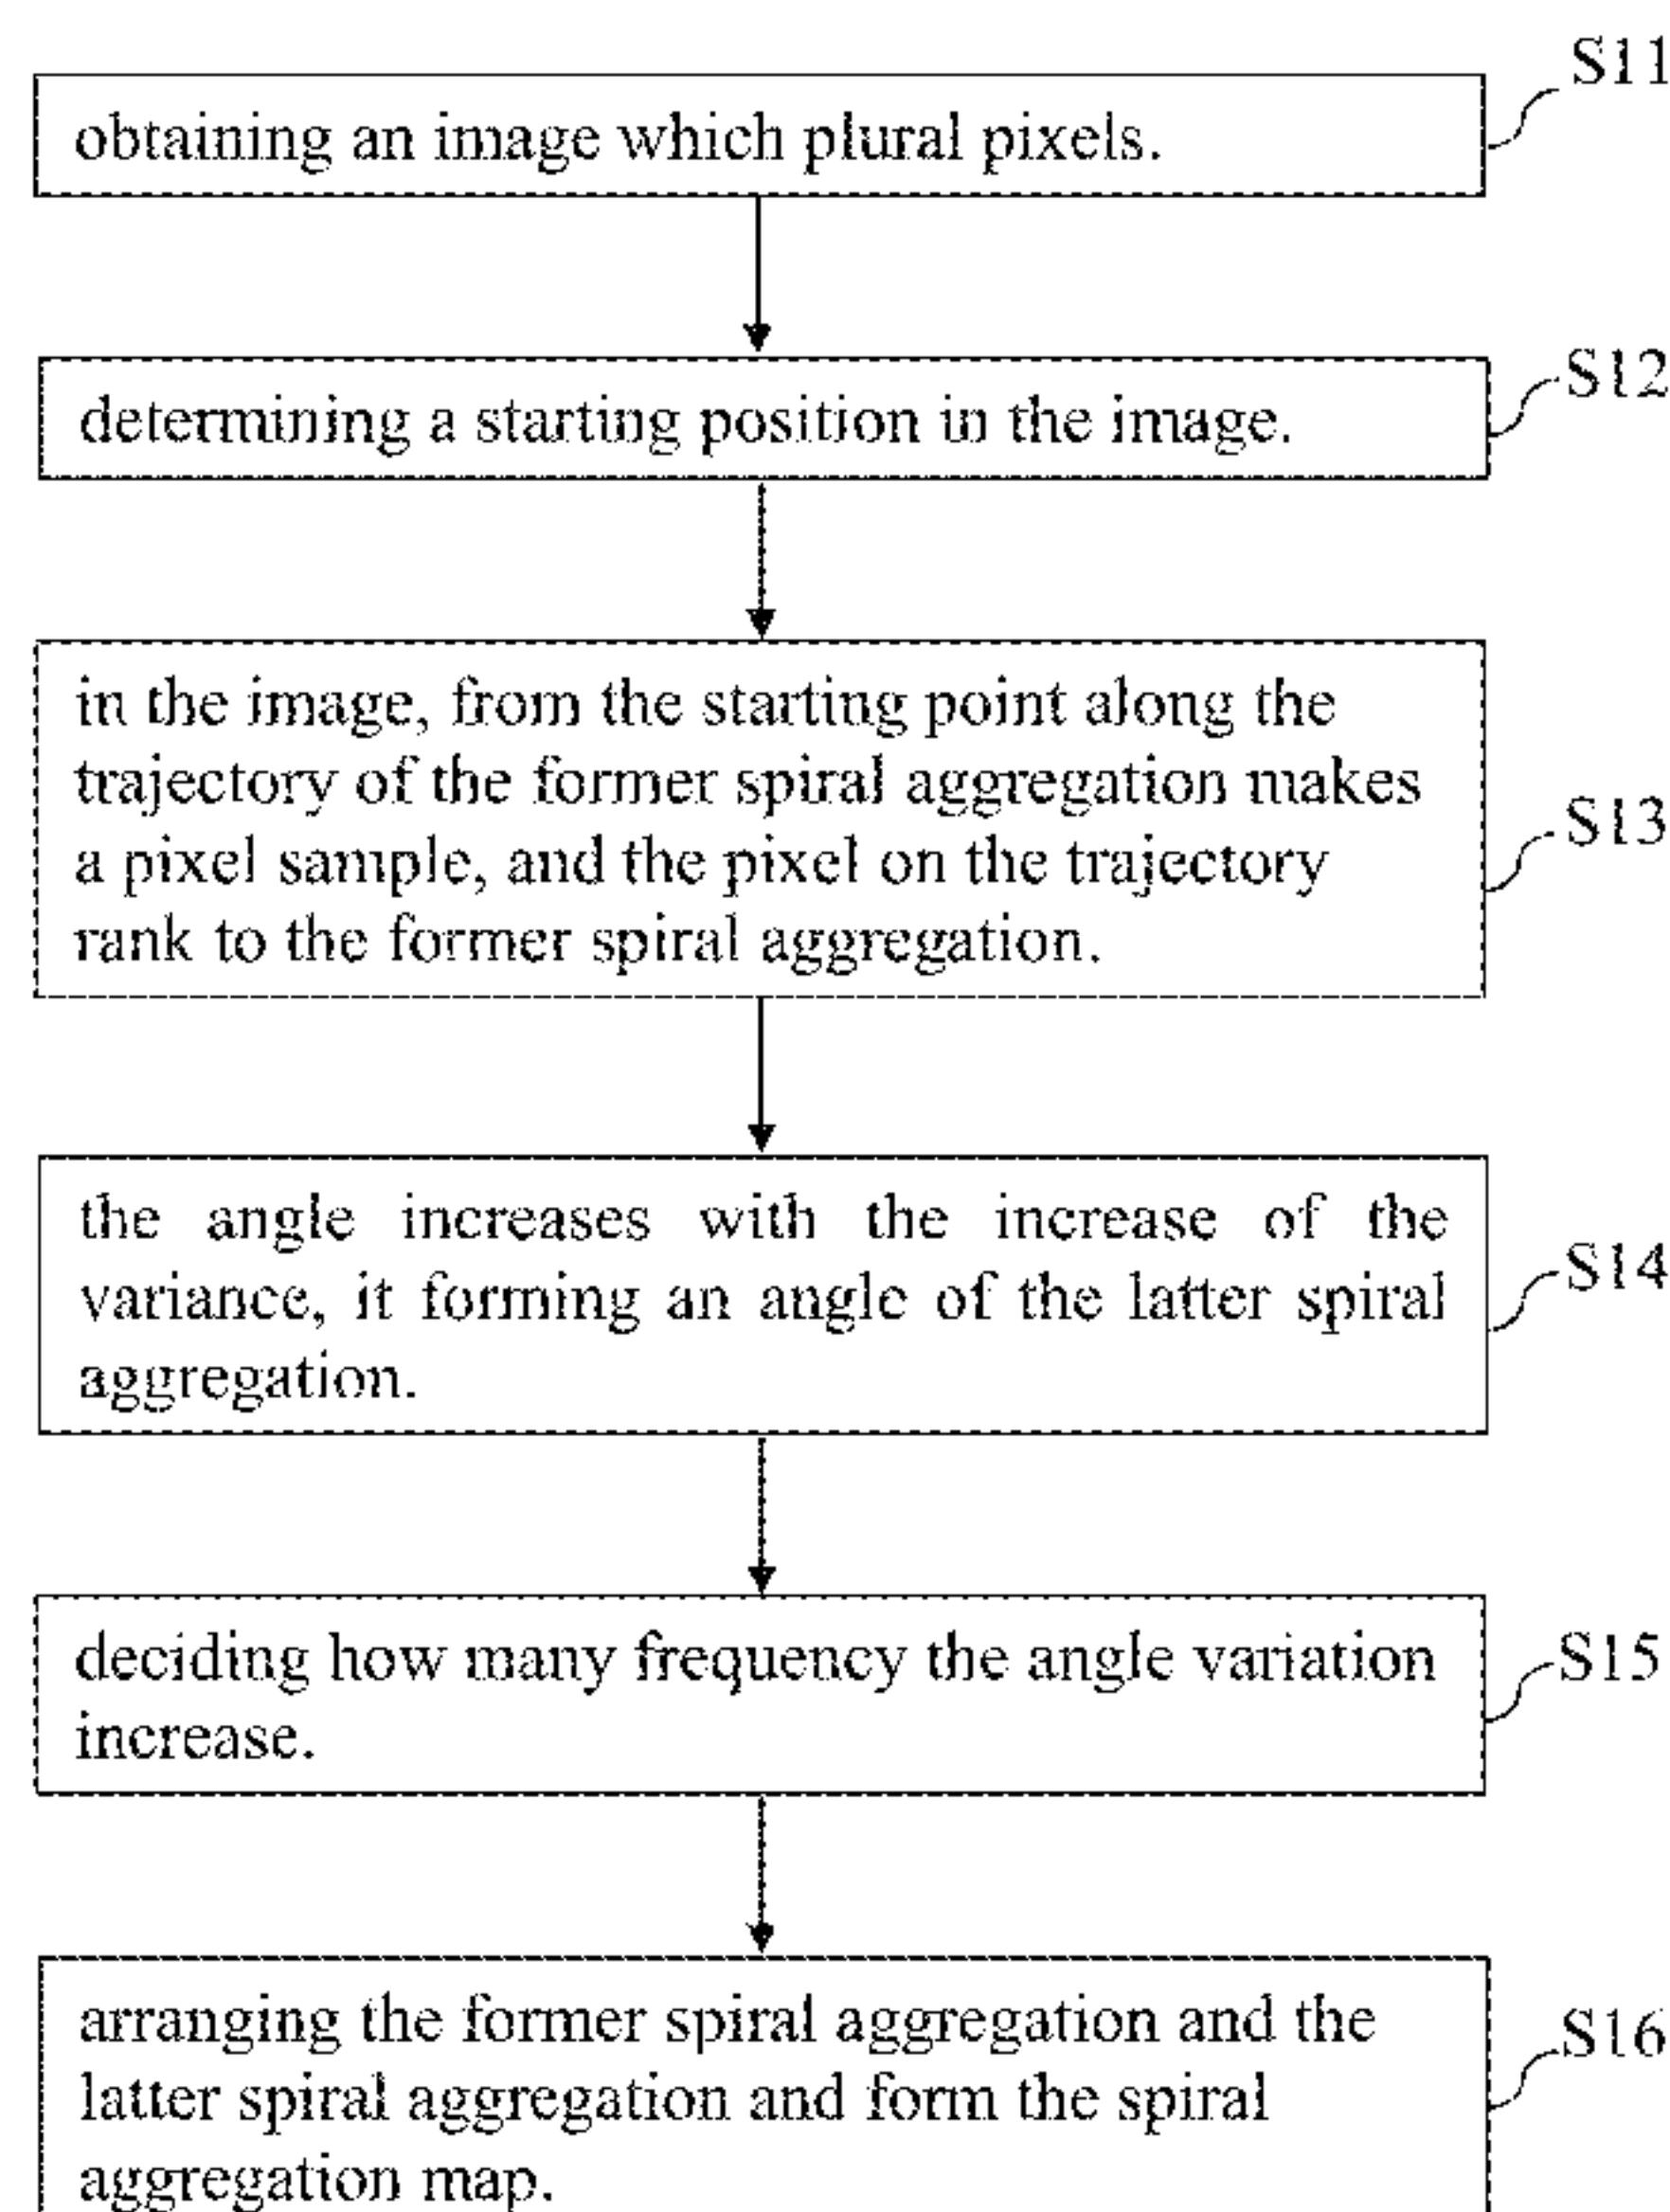 S11
obtaining an image which plural pixels.
S12
determining a starting position in the image.
in the image, from the starting point along the
trajectory of the former spiral aggregation makes
a pixel sample, and the pixel on the trajectory
rank to the former spiral aggregation.
S13
the angle increases with the increase of the
variance, it forming an angle of the latter spiral
aggregation.
S14
deciding how many frequency the angle variation
increase.
S15
arranging the former spiral aggregation and the
latter spiral aggregation and form the spiral
aggregation map.
S16